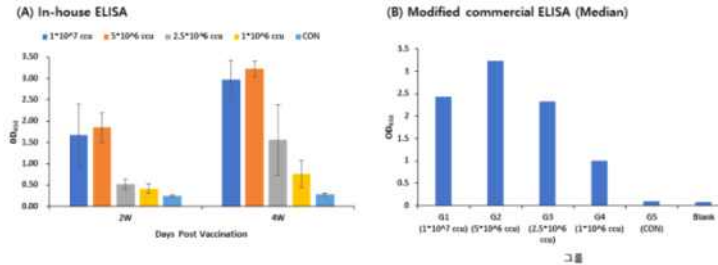 (A) In-house ELISA
1*10^7 ccu 5*10^6 ccu 2.5*10^6 ccu 1*10^6 ccu CON
3.50
3.00
2.50
2.00
1.50
1.00
0.50
0.00
2W 4W
Days Post Vaccination
(B) Modified commercial ELISA (Median)
OD450
3.5
3
2.5
2
1.5
1
0.5
0
G1 G2 G3 G4 G5 Blank
(1*10^7 ccu) (5*10^6 ccu) (2.5*10^6 ccu) (1*10^6 ccu) (CON)
그룹